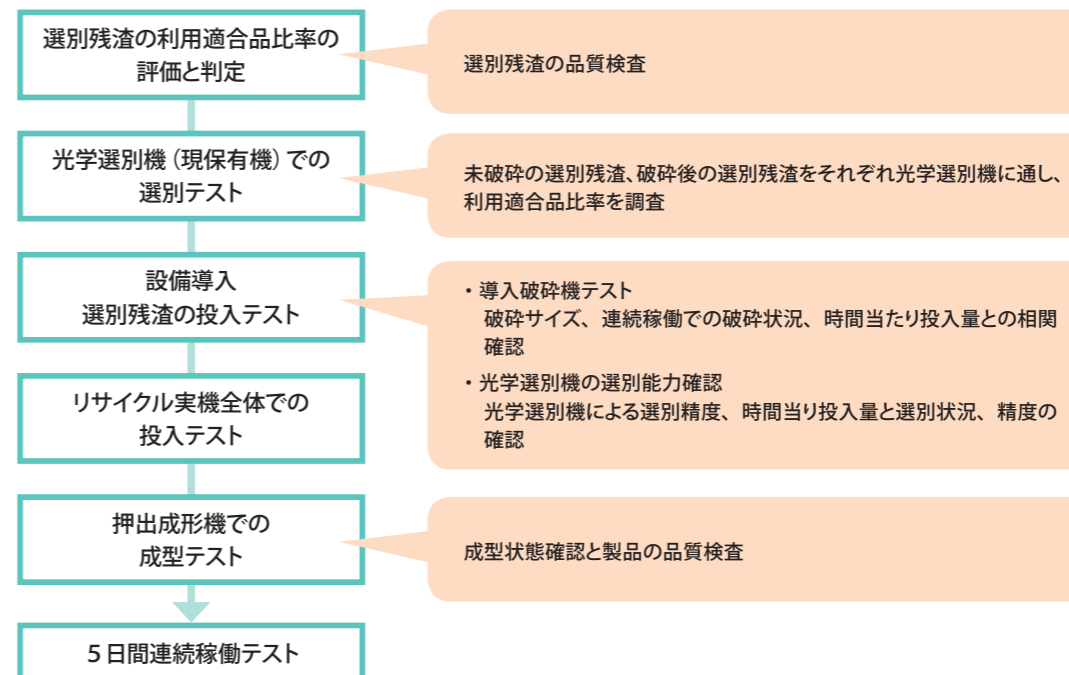 選別残渣の利用適合品比率の
評価と判定
選別残渣の品質検査
光学選別機（現保有機）での
選別テスト
未破砕の選別残渣、破砕後の選別残渣をそれぞれ光学選別機に通し、
利用適合品比率を調査
設備導入
選別残渣の投入テスト
・導入破砕機テスト
破砕サイズ、連続稼働での破砕状況、時間当たり投入量との相関
確認
・光学選別機の選別能力確認
光学選別機による選別精度、時間当り投入量と選別状況、精度の
確認
リサイクル実機全体での
投入テスト
押出成形機での
成型テスト
成型状態確認と製品の品質検査
５日間連続稼働テスト